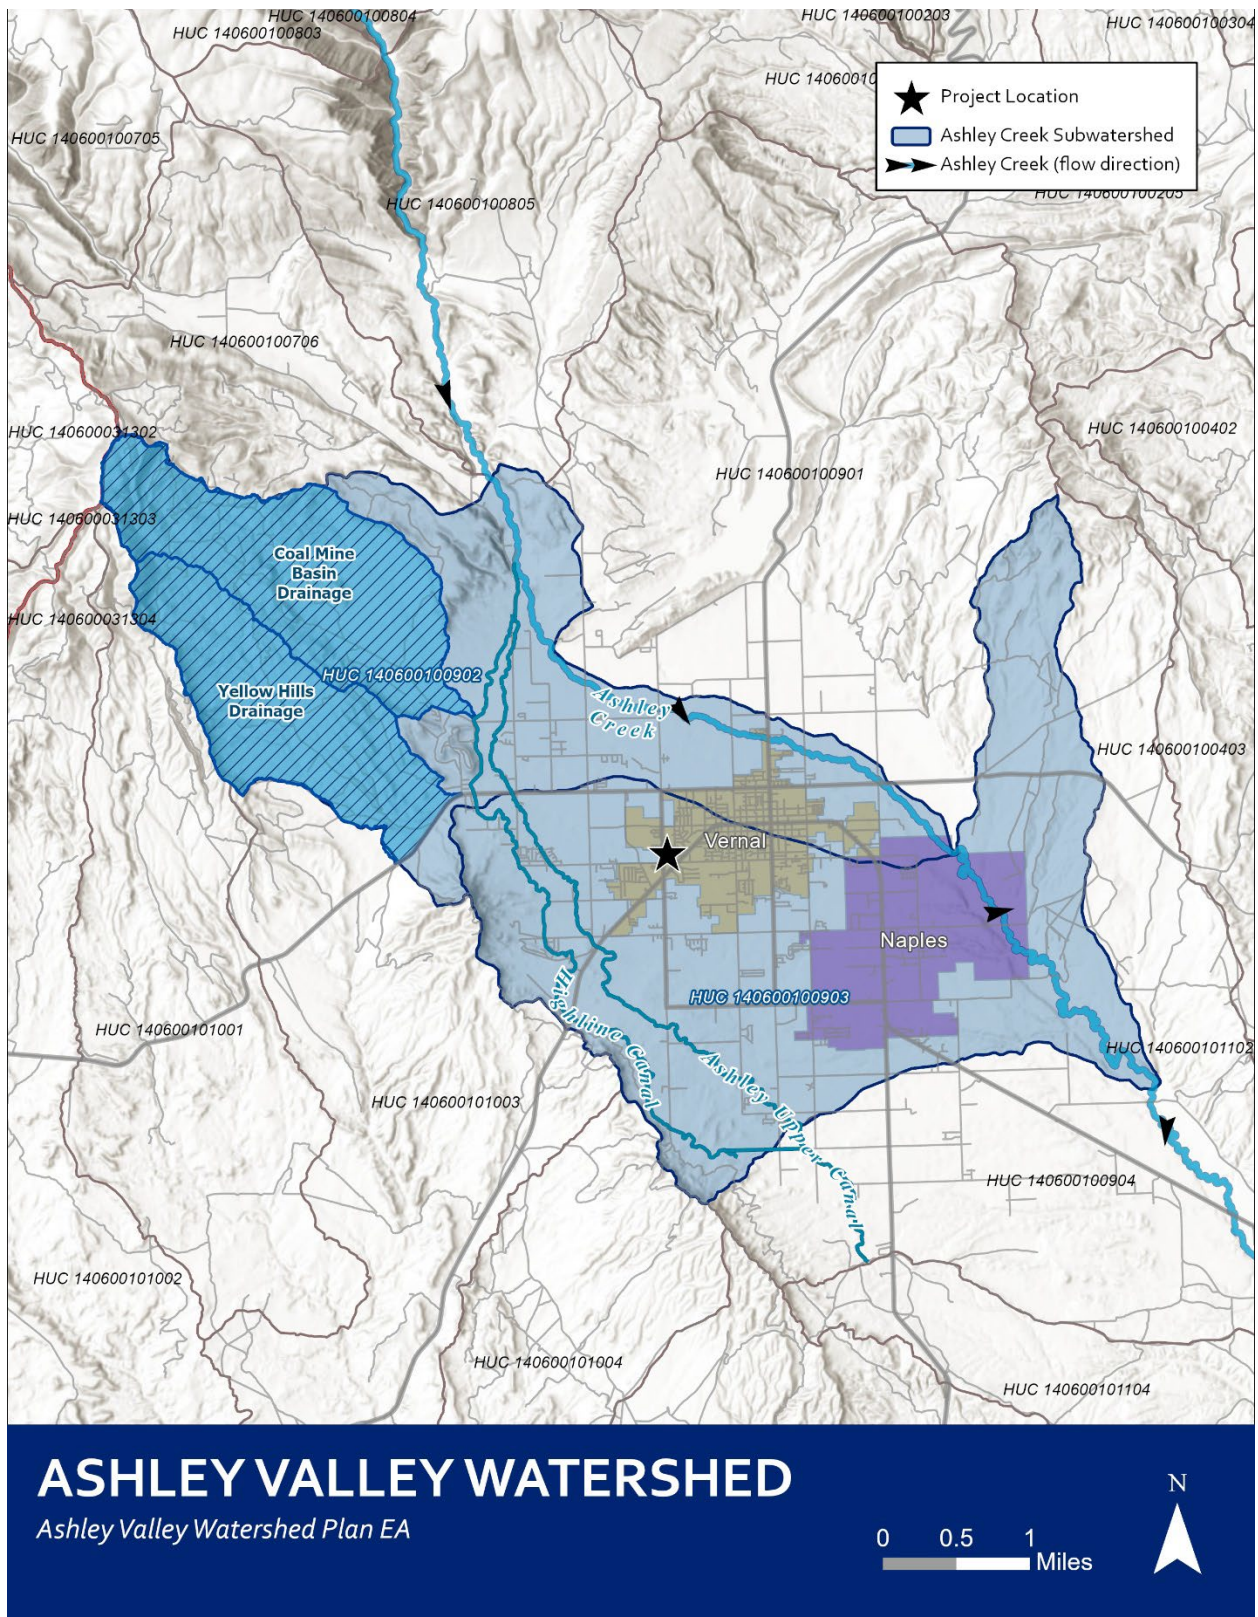 HUC 140600100804
HUC 140600100803
HUC 140600100203
HUC 140600100304
HUC 14060010
Project Location
Ashley Creek Subwatershed
Ashley Creek (flow direction)
HUC 140600100705
HUC 140600100205
HUC 140600100805
HUC 140600100706
HUC 140600031302
HUC 140600100402
HUC 140600100901
HUC 140600031303
Coal Mine
Basin
Drainage
HUC 140600031304
HUC 140600100902
Yellow Hills
Drainage
Ashley
Creek
HUC 140600100403
Vernal
Naples
HUC 140600100903
Highline Canal
HUC 140600101001
HUC 140600101102
Ashley Upper Canal
HUC 140600101003
HUC 140600100904
HUC 140600101002
HUC 140600101004
HUC 140600101104
ASHLEY VALLEY WATERSHED
Ashley Valley Watershed Plan EA
N
0 0.5 1
Miles